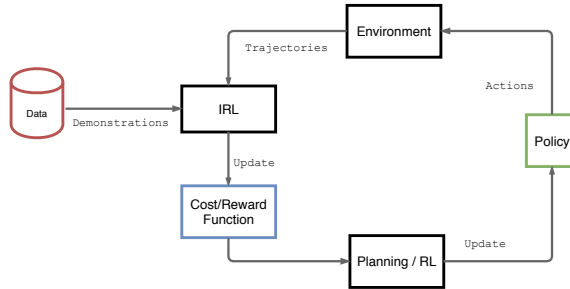 Environment
Trajectories
Actions
Data
Demonstrations
IRL
Policy
Update
Cost/Reward
Function
Update
Planning / RL